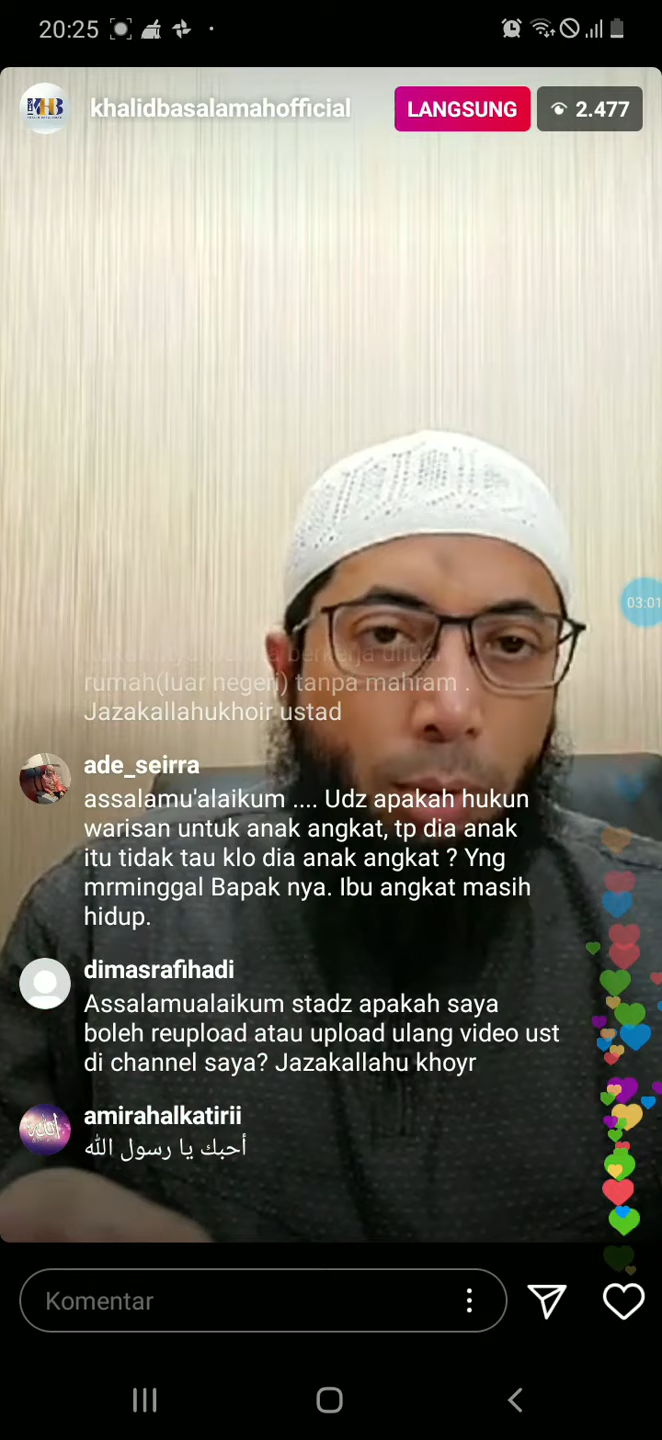 20:25
KHB
khalidbasalamahofficial
LANGSUNG
2.477
03:01
rumah(luar negeri) tanpa mahram .
Jazakallahukhoir ustad
ade_seirra
assalamu'alaikum .... Udz apakah hukun
warisan untuk anak angkat, tp dia anak
itu tidak tau klo dia anak angkat ? Yng
mrminggal Bapak nya. Ibu angkat masih
hidup.
dimasrafihadi
Assalamualaikum stadz apakah saya
boleh reupload atau upload ulang video ust
di channel saya? Jazakallahu khoyr
amirahalkatirii
أحبك يا رسول الله
Komentar